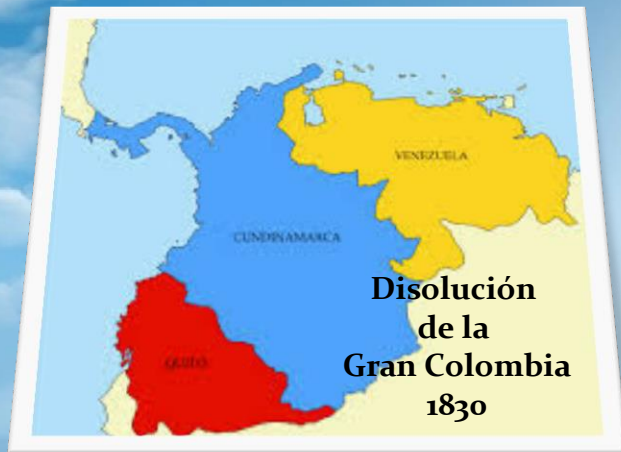 VENEZUELA
CUNDINAMARCA
QUITO
Disolución
de la
Gran Colombia
1830